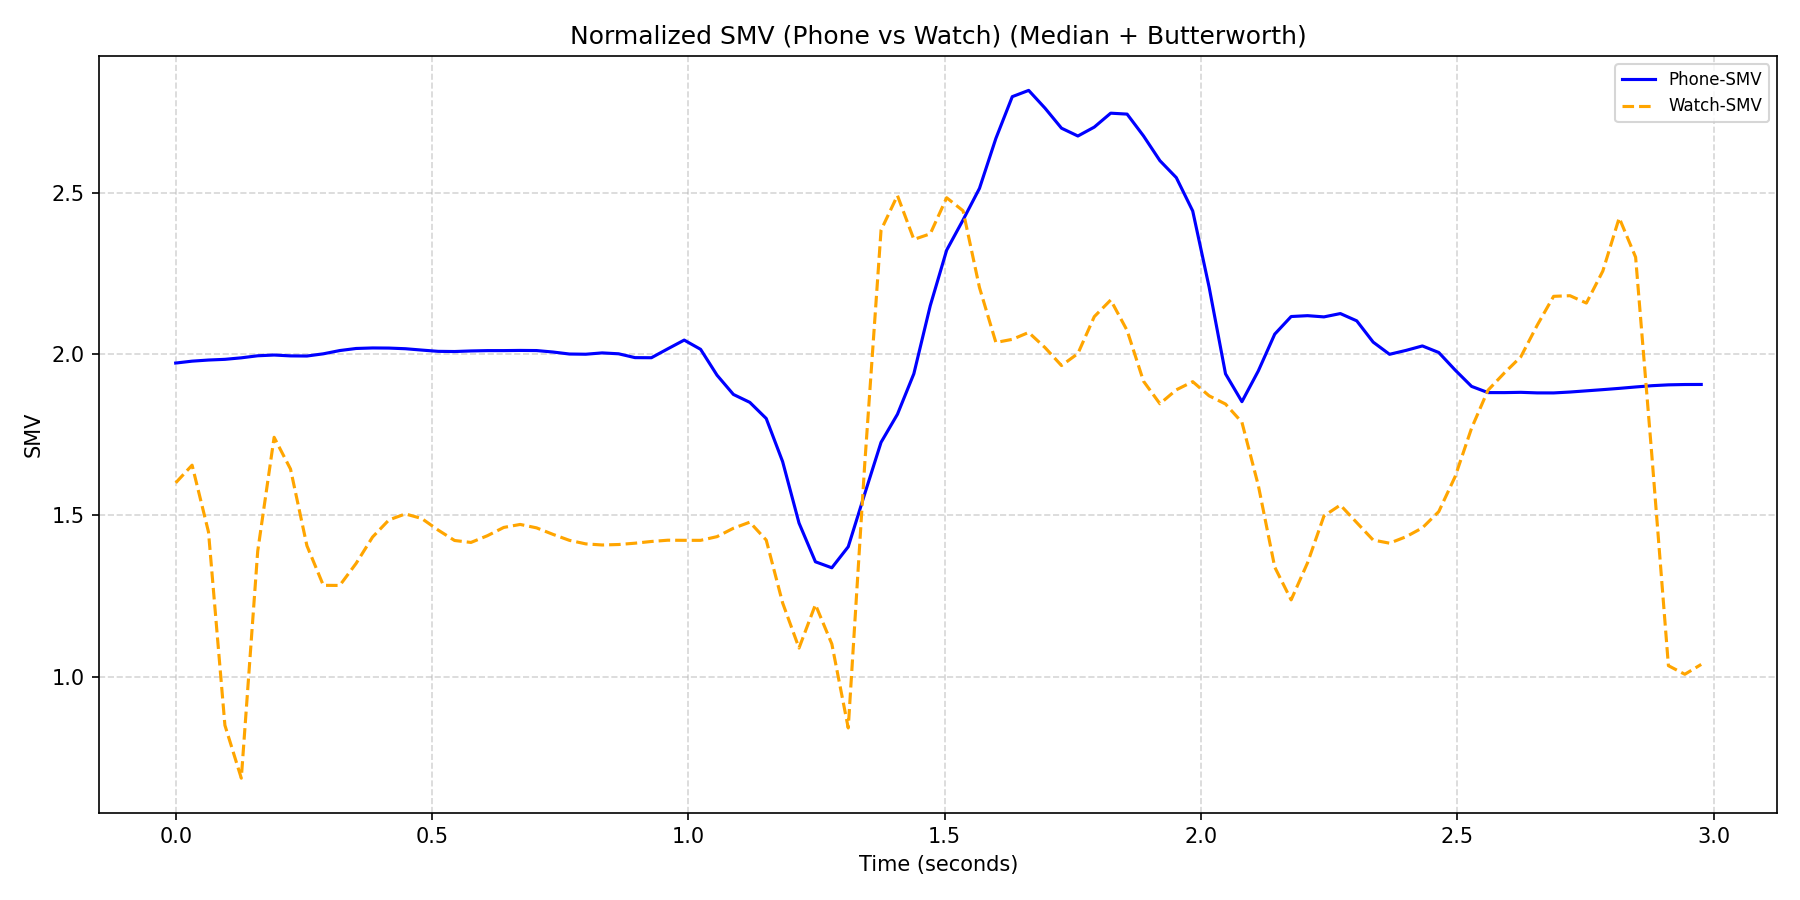 Normalized SMV (Phone vs Watch) (Median + Butterworth)
Phone-SMV
Watch-SMV
SMV
2.5
2.0
1.5
1.0
0.0 0.5 1.0 1.5 2.0 2.5 3.0
Time (seconds)